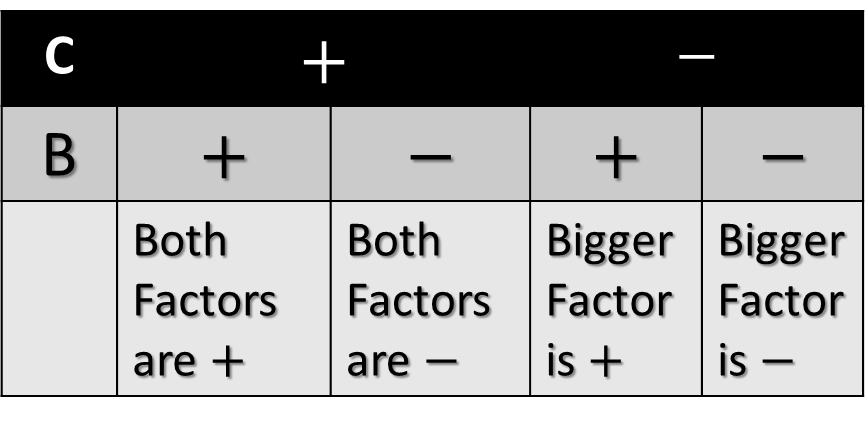 C + −
B + − + −
Both Both Bigger Bigger
Factors Factors Factor Factor
are + are − is + is −